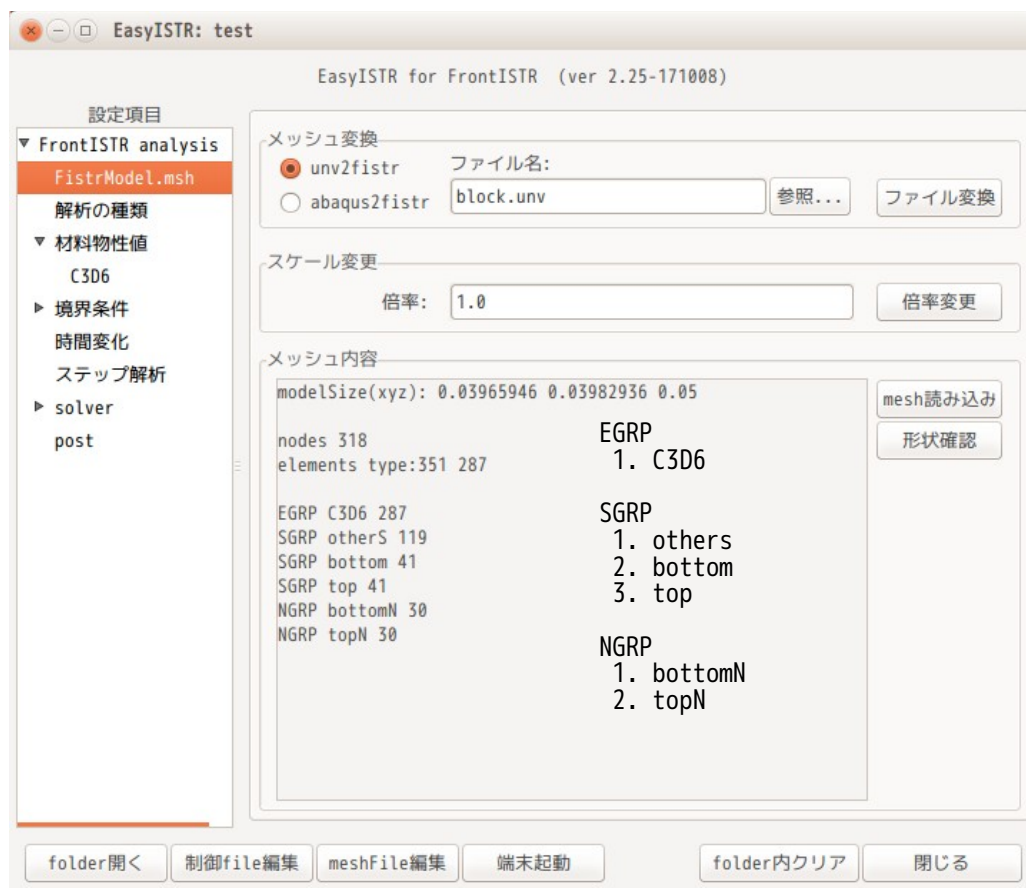 EasyISTR: test
EasyISTR for FrontISTR (ver 2.25-171008)
設定項目
FrontISTR analysis
FistrModel.msh
解析の種類
材料物性値
C3D6
境界条件
時間変化
ステップ解析
solver
post
メッシュ変換
unv2fistr
abaqus2fistr
ファイル名:
block.unv
参照...
ファイル変換
スケール変更
倍率:
1.0
倍率変更
メッシュ内容
modelSize(xyz): 0.03965946 0.03982936 0.05
nodes 318
elements type:351 287
EGRP C3D6 287
SGRP otherS 119
SGRP bottom 41
SGRP top 41
NGRP bottomN 30
NGRP topN 30
EGRP
1. C3D6
SGRP
1. others
2. bottom
3. top
NGRP
1. bottomN
2. topN
mesh読み込み
形状確認
folder開く
制御file編集
meshFile編集
端末起動
folder内クリア
閉じる